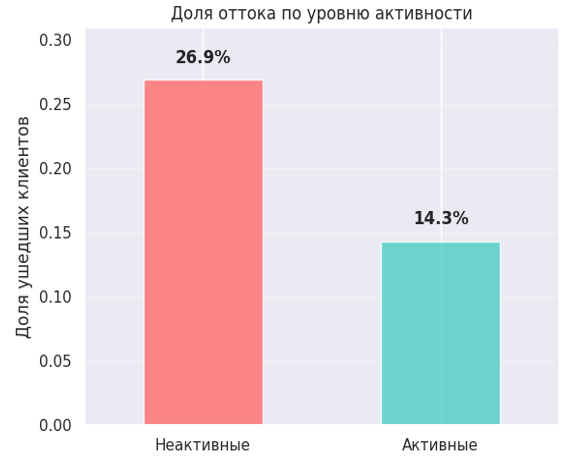 Доля оттока по уровню активности
Доля ушедших клиентов
0.30
0.25
0.20
0.15
0.10
0.05
0.00
26.9%
14.3%
Неактивные
Активные